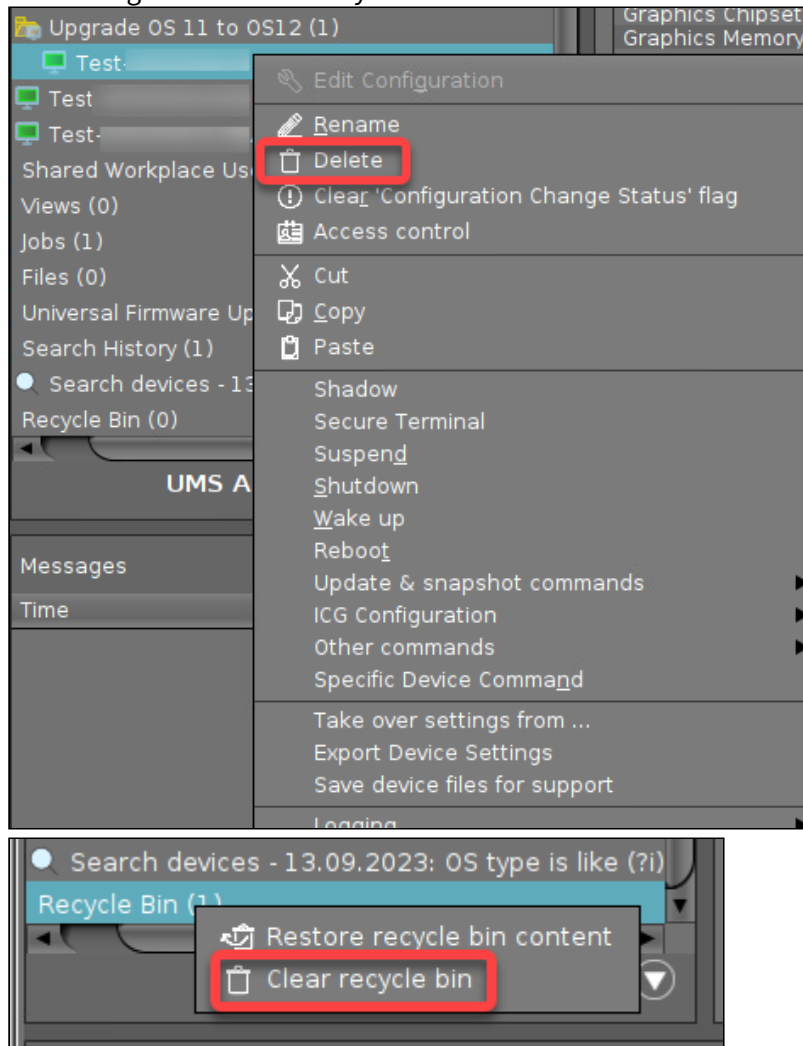 Graphics Chipset
Upgrade OS 11 to OS12 (1)
Graphics Memory
Test-
Edit Configuration
Test
Rename
Test-
Delete
Shared Workplace Us
Clear 'Configuration Change Status' flag
Views (0)
Access control
Jobs (1)
Files (0)
Cut
Universal Firmware Up
Copy
Search History (1)
Paste
Search devices - 13
Shadow
Recycle Bin (0)
Secure Terminal
Suspend
UMS A
Shutdown
Wake up
Reboot
Messages
Update & snapshot commands
Time
ICG Configuration
Other commands
Specific Device Command
Take over settings from ...
Export Device Settings
Save device files for support
Logging
Search devices - 13.09.2023: OS type is like (?i)
Recycle Bin (1)
Restore recycle bin content
Clear recycle bin